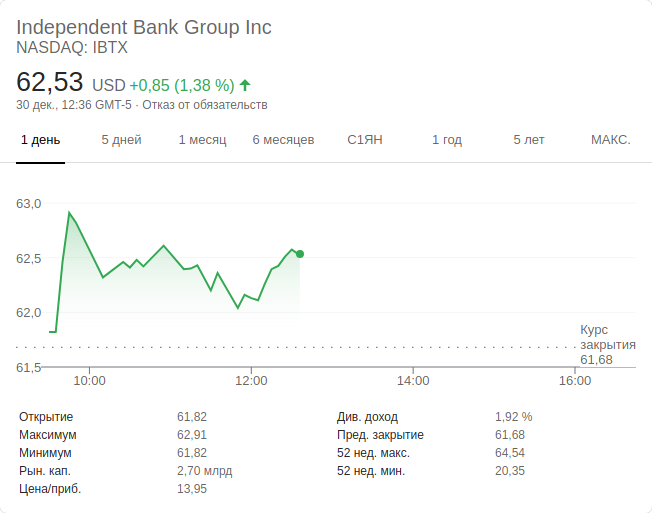 Independent Bank Group Inc
NASDAQ: IBTX
62,53 USD +0,85 (1,38 %)
30 дек., 12:36 GMT-5 · Отказ от обязательств
1 день 5 дней 1 месяц 6 месяцев С1ЯН 1 год 5 лет МАКС.
63,0
62,5
62,0
Курс
закрытия
61,68
61,5
10:00 12:00 14:00 16:00
Открытие 61,82 Див. доход 1,92 %
Максимум 62,91 Пред. закрытие 61,68
Минимум 61,82 52 нед. макс. 64,54
Рын. кап. 2,70 млрд 52 нед. мин. 20,35
Цена/приб. 13,95